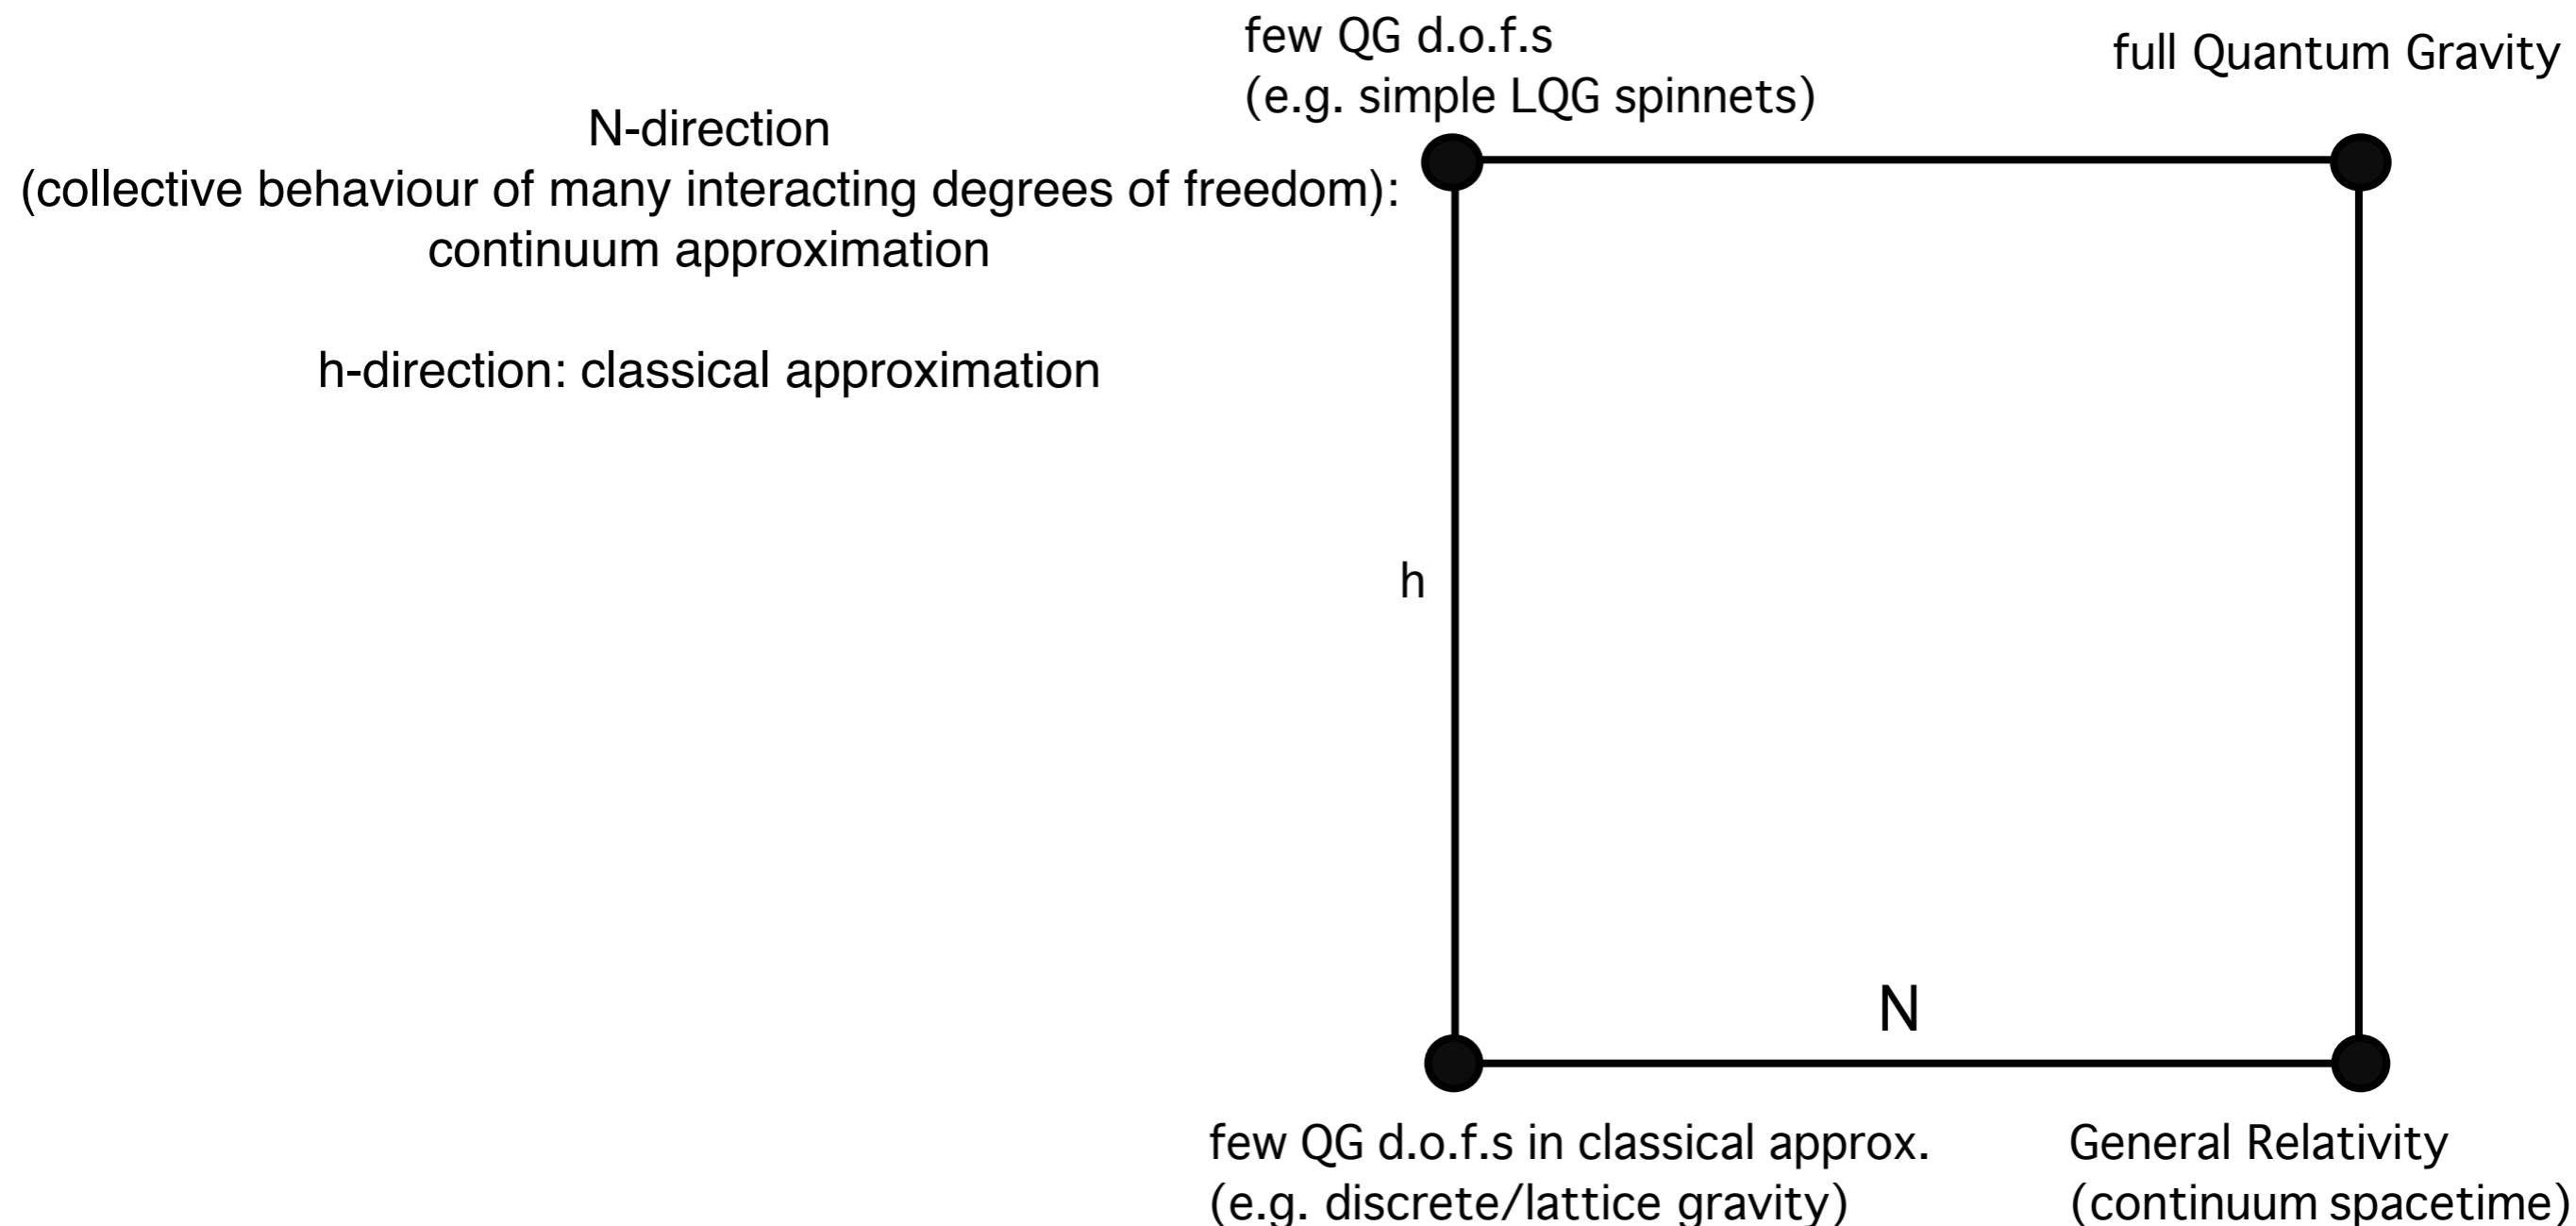 few QG d.o.f.s
(e.g. simple LQG spinnets)
full Quantum Gravity
N-direction
(collective behaviour of many interacting degrees of freedom):
continuum approximation
h-direction: classical approximation
h
N
few QG d.o.f.s in classical approx.
(e.g. discrete/lattice gravity)
General Relativity
(continuum spacetime)